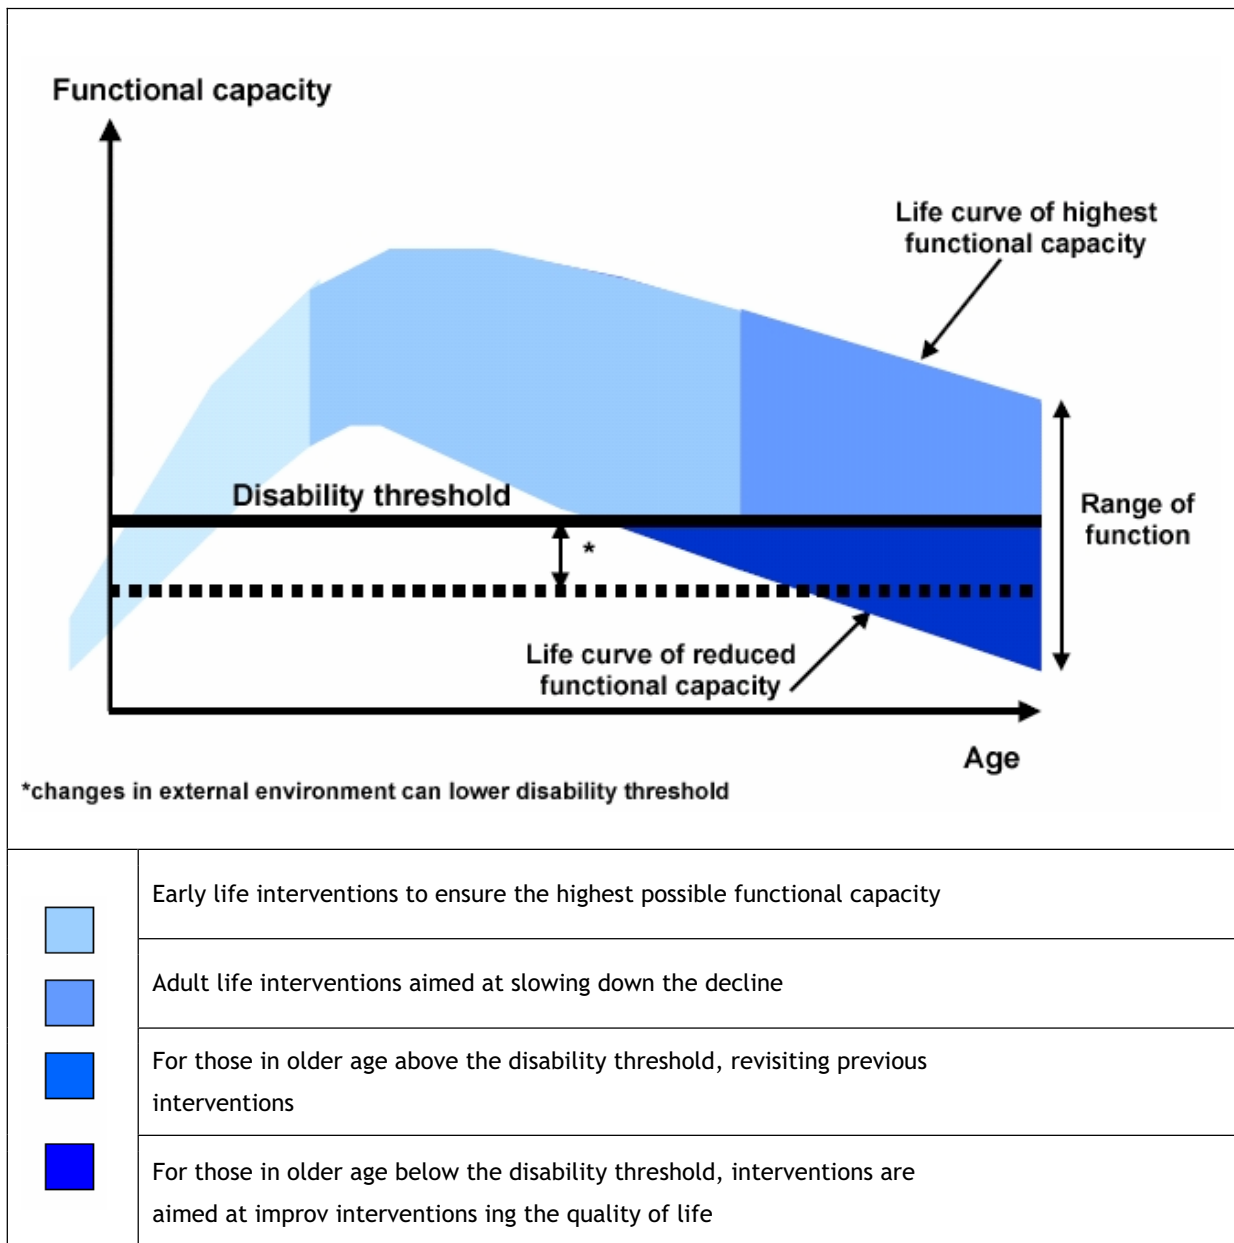 Functional capacity
Life curve of highest
functional capacity
Disability threshold
Range of
function
*
Life curve of reduced
functional capacity
Age
*changes in external environment can lower disability threshold
Early life interventions to ensure the highest possible functional capacity
Adult life interventions aimed at slowing down the decline
For those in older age above the disability threshold, revisiting previous
interventions
For those in older age below the disability threshold, interventions are
aimed at improv interventions ing the quality of life